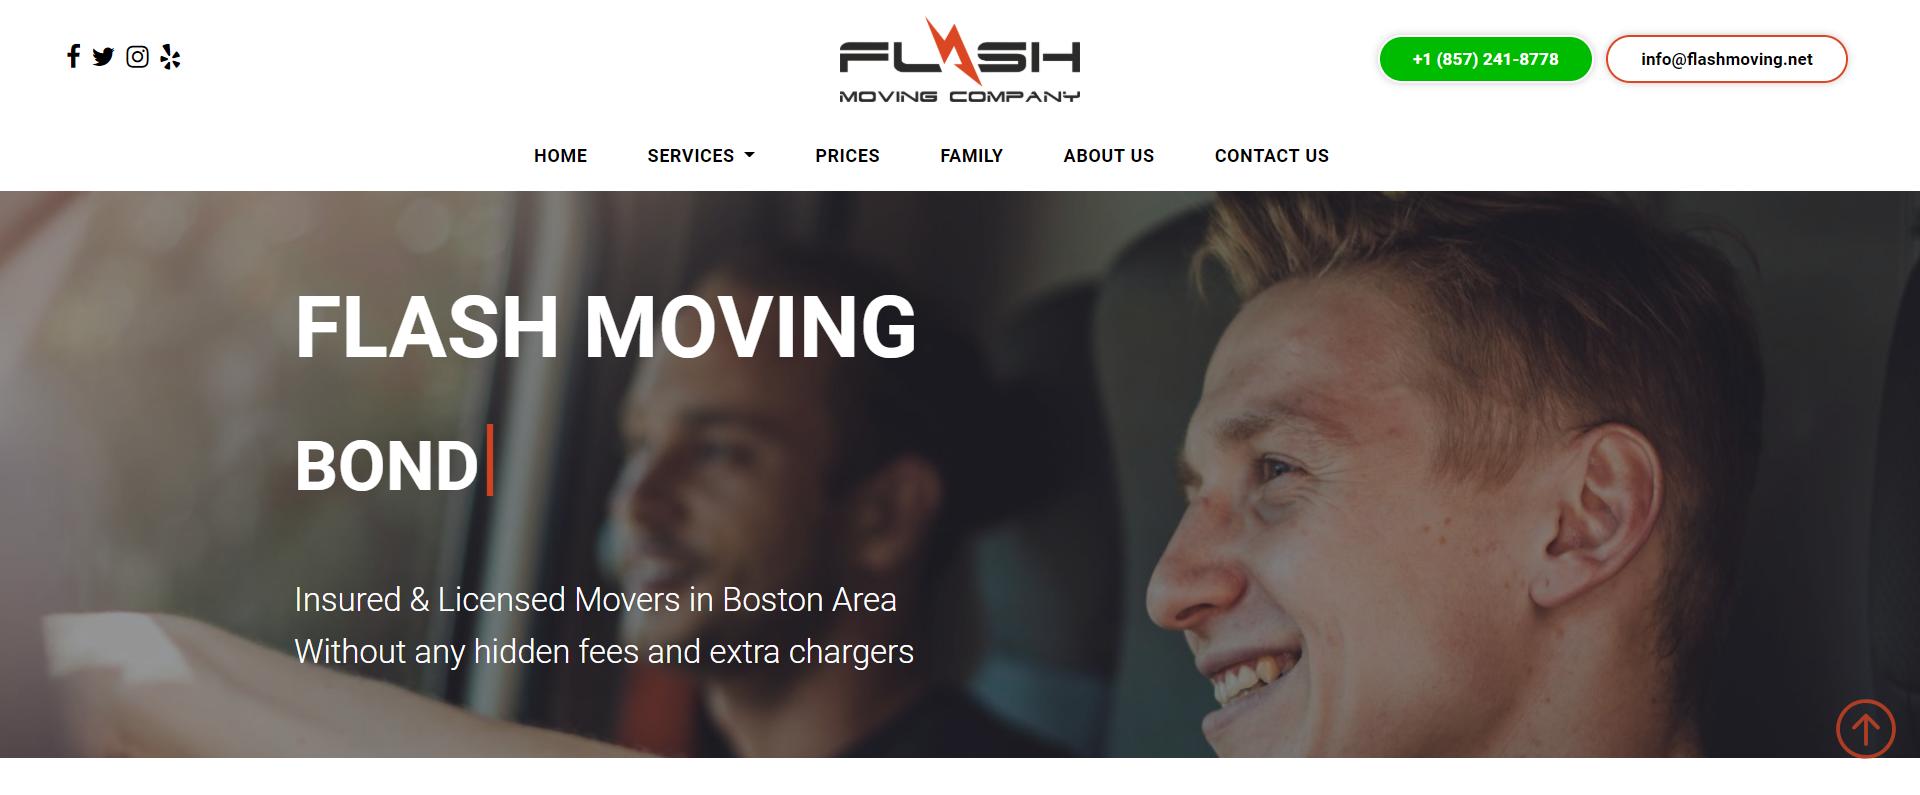 FLASH
MOVING COMPANY
+1 (857) 241-8778
info@flashmoving.net
HOME
SERVICES
PRICES
FAMILY
ABOUT US
CONTACT US
FLASH MOVING
BOND
Insured & Licensed Movers in Boston Area
Without any hidden fees and extra chargers